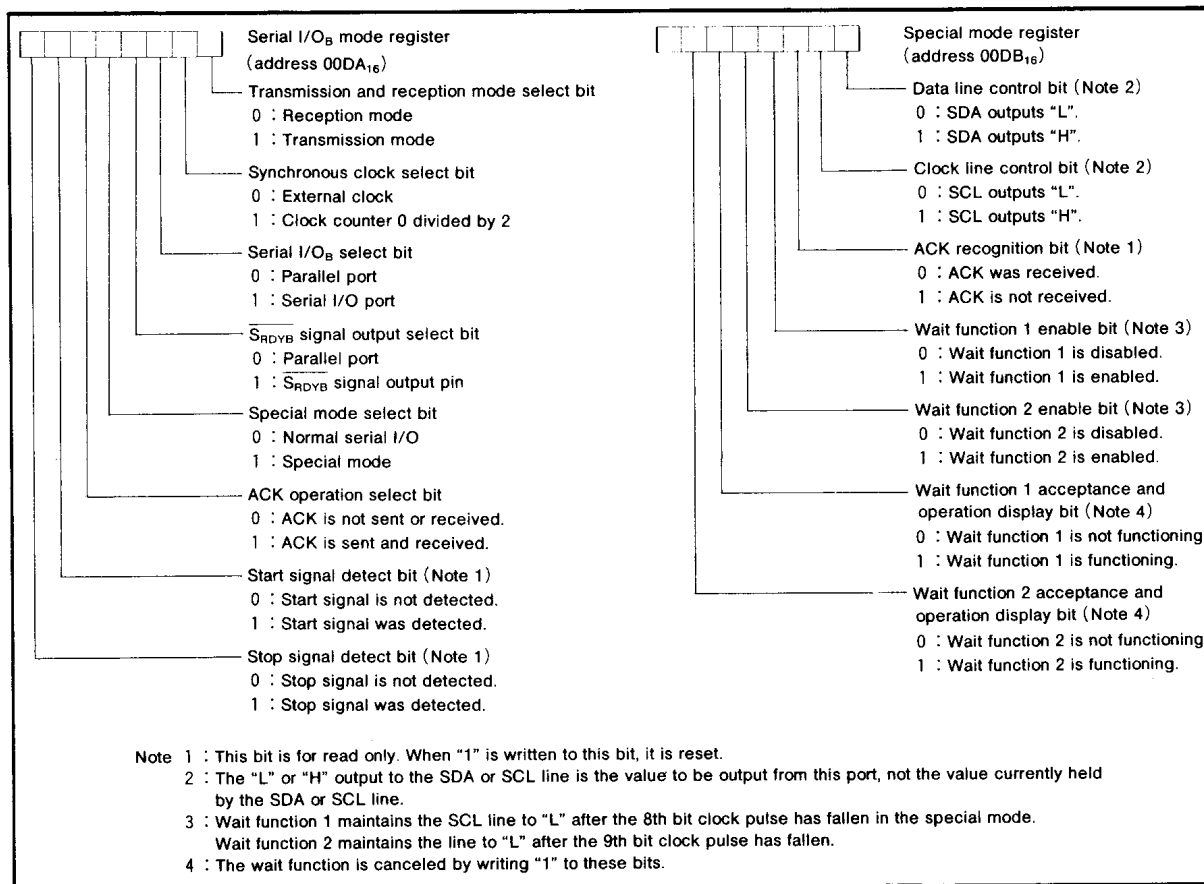 Serial I/OB mode register
(address 00DA16)
Transmission and reception mode select bit
0 : Reception mode
1 : Transmission mode
Synchronous clock select bit
0 : External clock
1 : Clock counter 0 divided by 2
Serial I/OB select bit
0 : Parallel port
1 : Serial I/O port
SRDYB signal output select bit
0 : Parallel port
1 : SRDYB signal output pin
Special mode select bit
0 : Normal serial I/O
1 : Special mode
ACK operation select bit
0 : ACK is not sent or received.
1 : ACK is sent and received.
Start signal detect bit (Note 1)
0 : Start signal is not detected.
1 : Start signal was detected.
Stop signal detect bit (Note 1)
0 : Stop signal is not detected.
1 : Stop signal was detected.
Special mode register
(address 00DB16)
Data line control bit (Note 2)
0 : SDA outputs “L”.
1 : SDA outputs “H”.
Clock line control bit (Note 2)
0 : SCL outputs “L”.
1 : SCL outputs “H”.
ACK recognition bit (Note 1)
0 : ACK was received.
1 : ACK is not received.
Wait function 1 enable bit (Note 3)
0 : Wait function 1 is disabled.
1 : Wait function 1 is enabled.
Wait function 2 enable bit (Note 3)
0 : Wait function 2 is disabled.
1 : Wait function 2 is enabled.
Wait function 1 acceptance and
operation display bit (Note 4)
0 : Wait function 1 is not functioning
1 : Wait function 1 is functioning.
Wait function 2 acceptance and
operation display bit (Note 4)
0 : Wait function 2 is not functioning
1 : Wait function 2 is functioning.
Note 1 : This bit is for read only. When “1” is written to this bit, it is reset.
2 : The “L” or “H” output to the SDA or SCL line is the value to be output from this port, not the value currently held
by the SDA or SCL line.
3 : Wait function 1 maintains the SCL line to “L” after the 8th bit clock pulse has fallen in the special mode.
Wait function 2 maintains the line to “L” after the 9th bit clock pulse has fallen.
4 : The wait function is canceled by writing “1” to these bits.